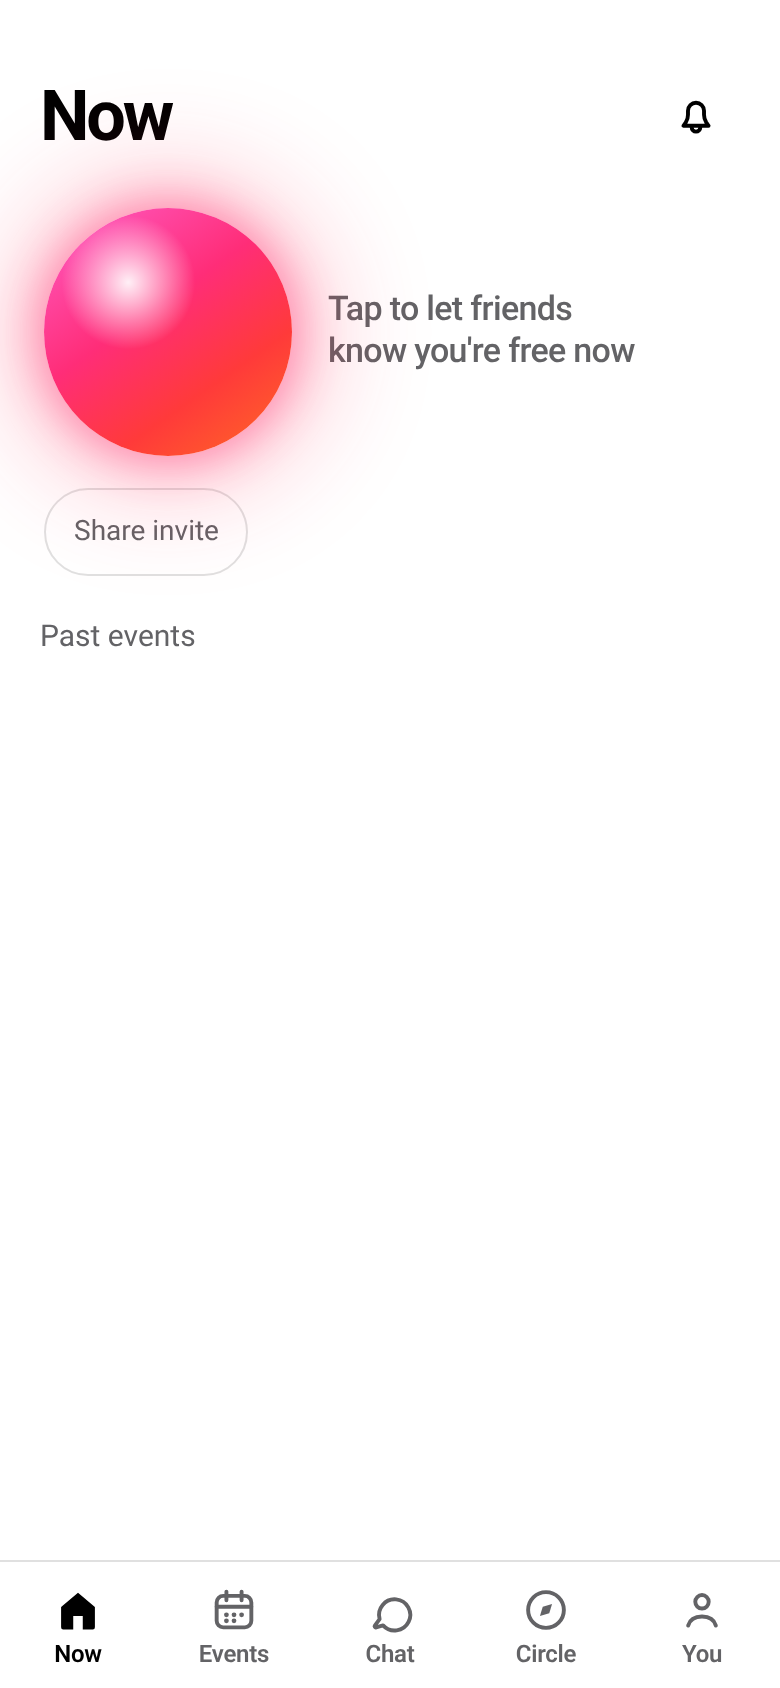 Now
Tap to let friends
know you're free now
Share invite
Past events
Now
Events
Chat
Circle
You